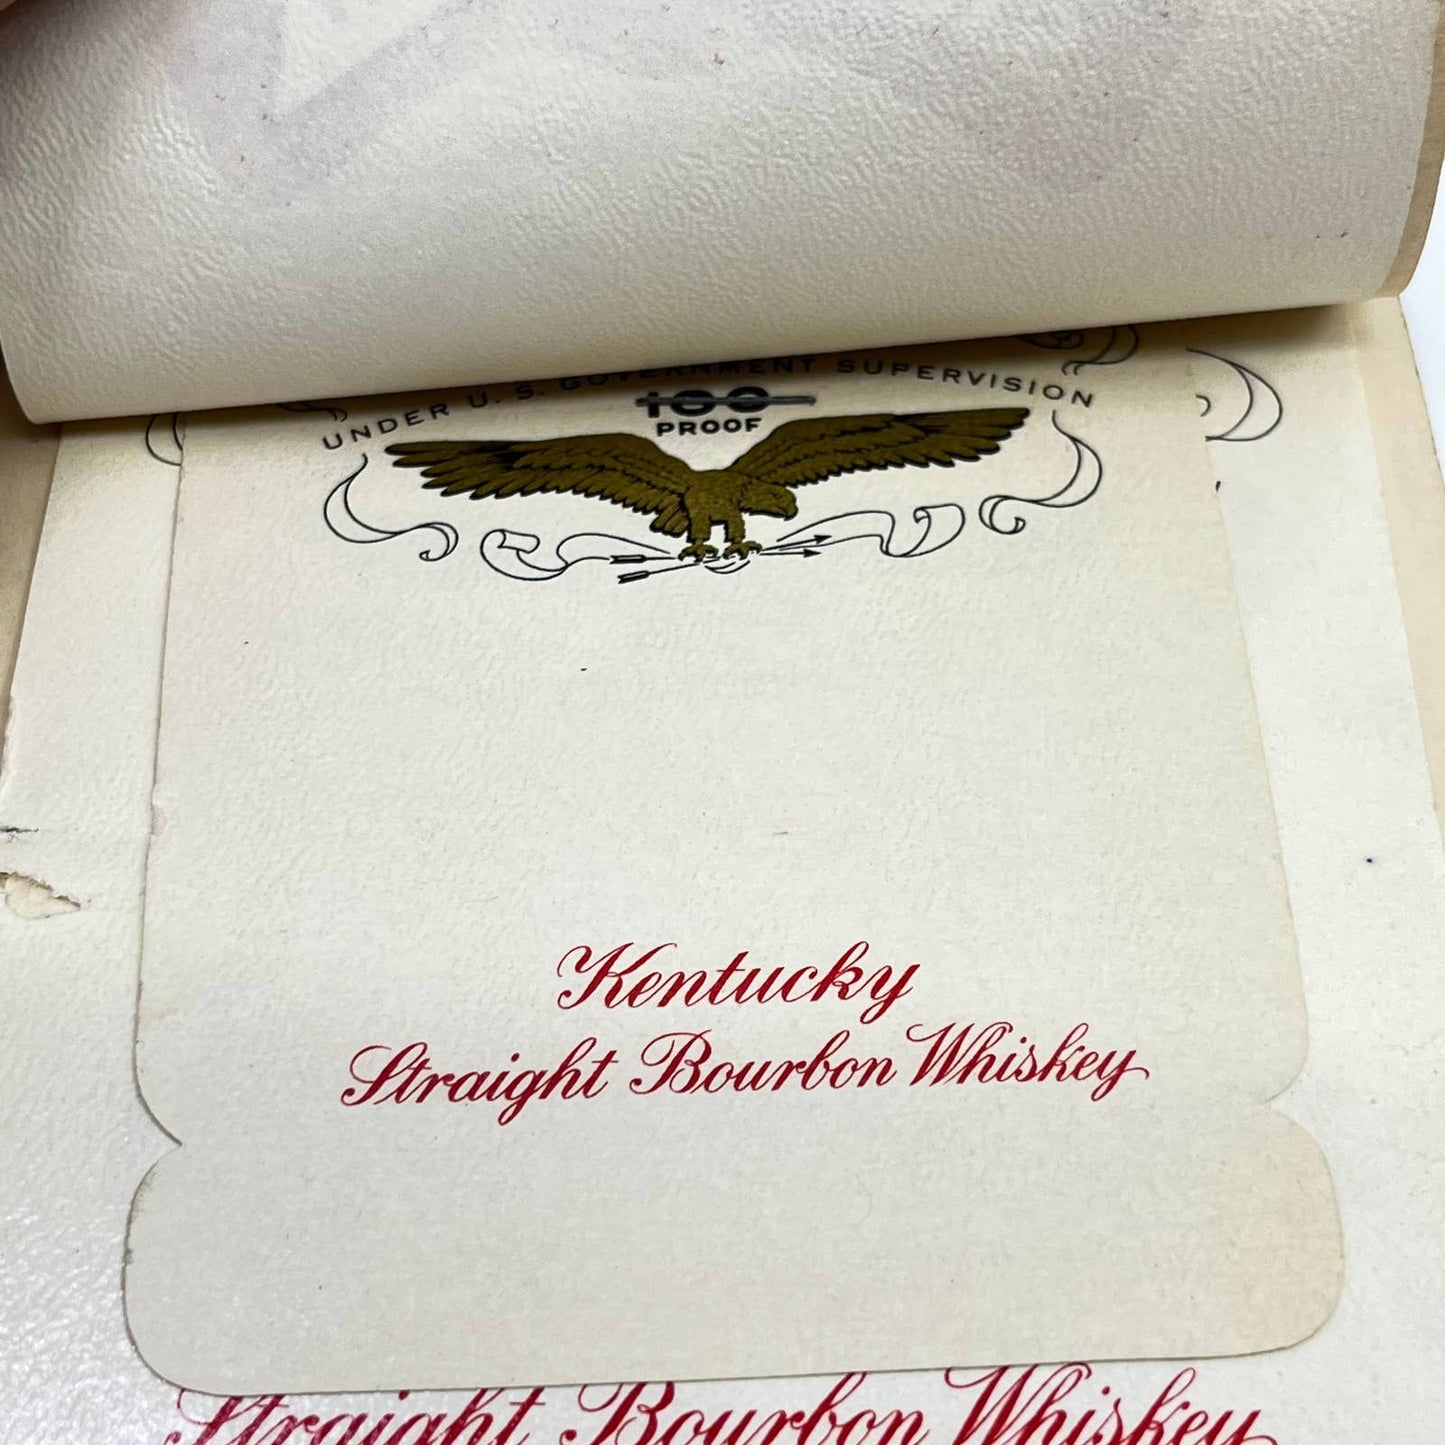 UNDER U. S. GOVERNMENT SUPERVISION
100
PROOF
Kentucky
Straight Bourbon Whiskey
Straight Bourbon Whiskey